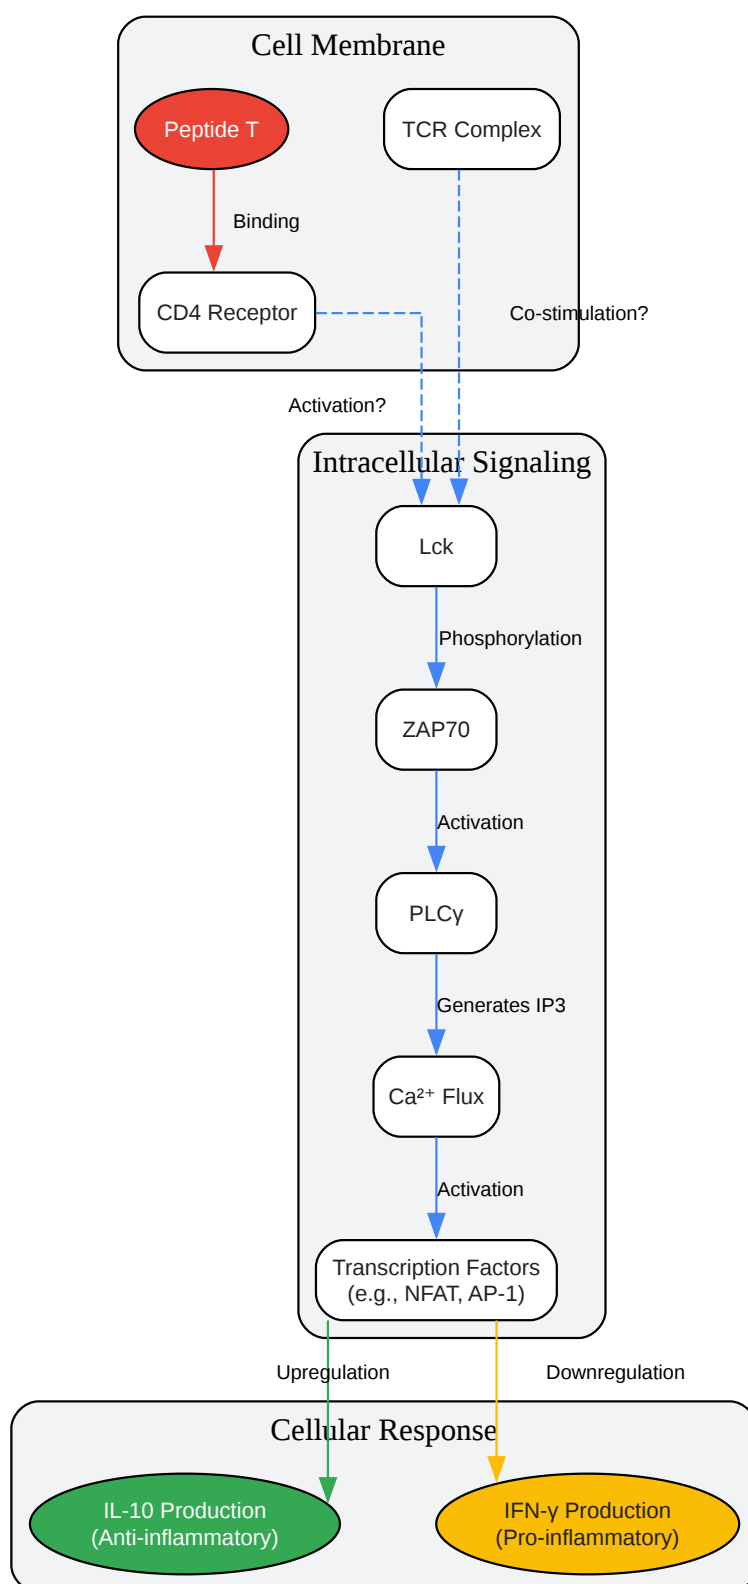 Cell Membrane
Peptide T
TCR Complex
Binding
CD4 Receptor
Co-stimulation?
Activation?
Intracellular Signaling
Lck
Phosphorylation
ZAP70
Activation
PLCγ
Generates IP3
Ca²⁺ Flux
Activation
Transcription Factors
(e.g., NFAT, AP-1)
Upregulation
Downregulation
Cellular Response
IL-10 Production
(Anti-inflammatory)
IFN-γ Production
(Pro-inflammatory)